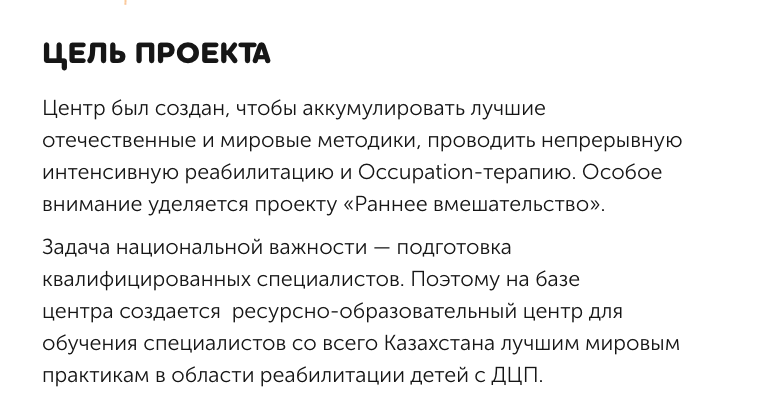 ЦЕЛЬ ПРОЕКТА
Центр был создан, чтобы аккумулировать лучшие
отечественные и мировые методики, проводить непрерывную
интенсивную реабилитацию и Occupation-терапию. Особое
внимание уделяется проекту «Раннее вмешательство».
Задача национальной важности — подготовка
квалифицированных специалистов. Поэтому на базе
центра создается  ресурсно-образовательный центр для
обучения специалистов со всего Казахстана лучшим мировым
практикам в области реабилитации детей с ДЦП.